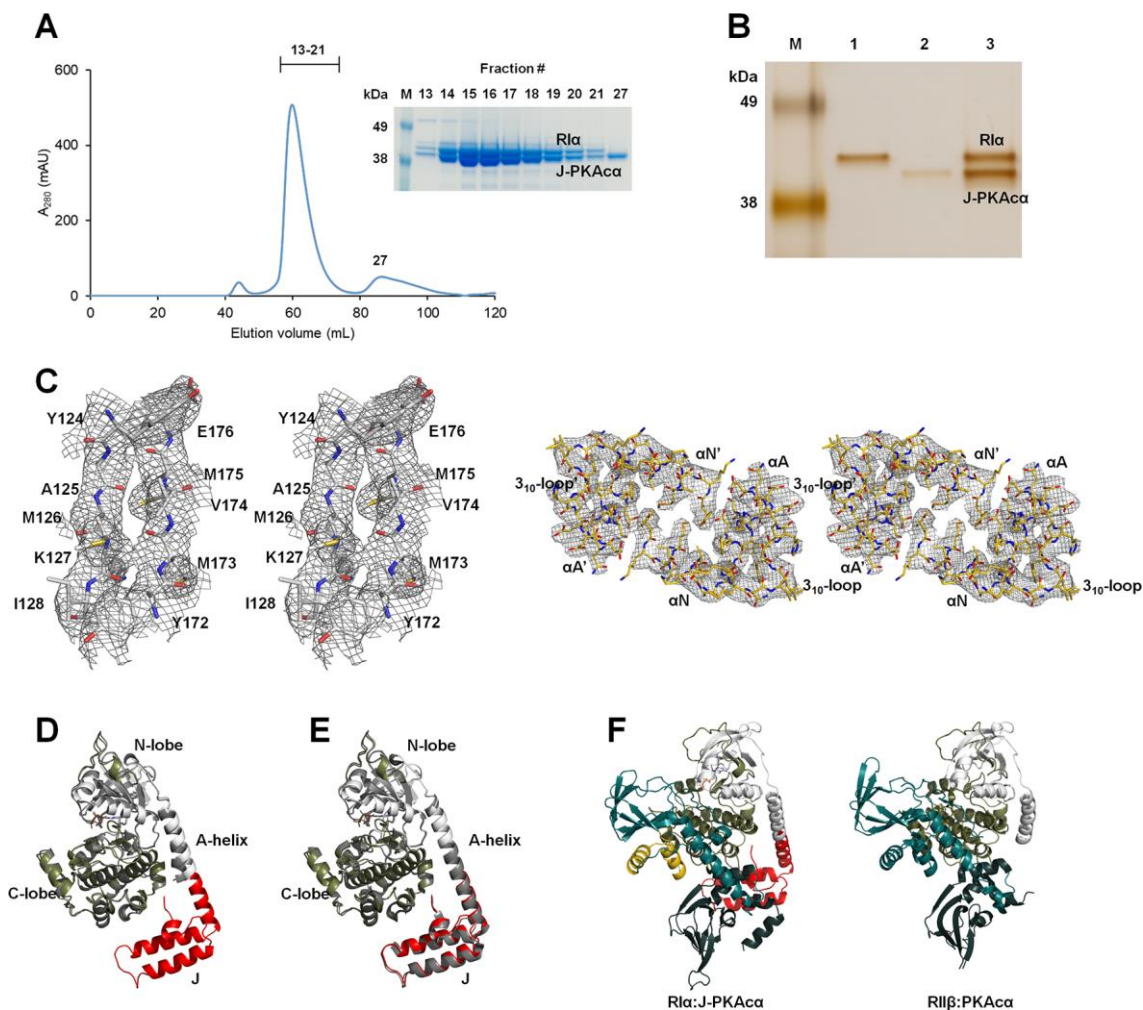 A
13-21
600
400
200
0
A280 (mAU)
0 20 40 60 80 100 120
Elution volume (mL)
27
Fraction #
kDa M 13 14 15 16 17 18 19 20 21 27
49
38
RIα
J-PKAcα
B
M 1 2 3
kDa
49
38
RIα
J-PKAcα
C
Y124
E176
A125
M175
V174
M126
K127
M173
I128
Y172
Y124
E176
A125
M175
V174
M126
K127
M173
I128
Y172
αN'
αA
3₁₀-loop'
αA'
αN
3₁₀-loop
αN'
αA
3₁₀-loop'
αA'
αN
3₁₀-loop
D
N-lobe
A-helix
C-lobe
J
E
N-lobe
A-helix
C-lobe
J
F
RIα:J-PKAcα
RIIβ:PKAcα